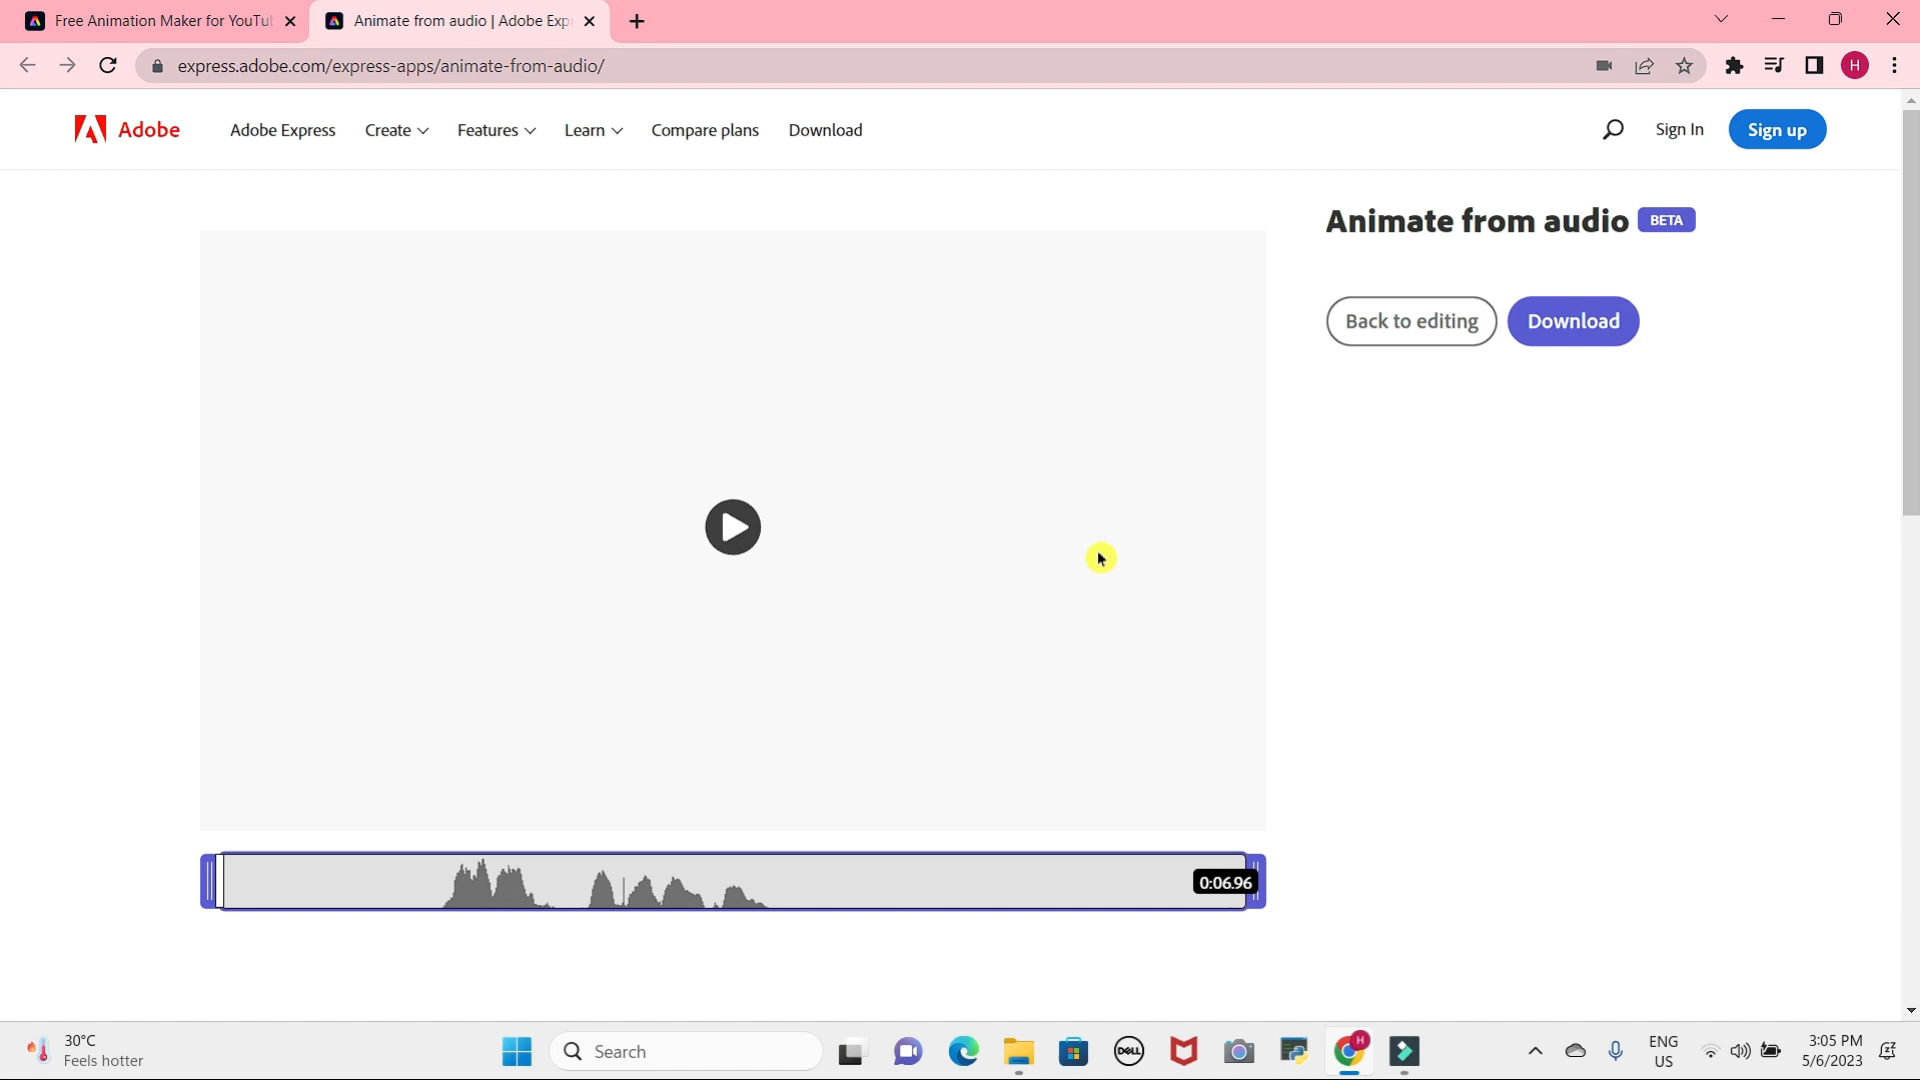 Free Animation Maker for YouTu
Animate from audio | Adobe Exp
express.adobe.com/express-apps/animate-from-audio/
H
Adobe
Adobe Express
Create
Features
Learn
Compare plans
Download
Sign In
Sign up
Animate from audio BETA
Back to editing
Download
0:06.96
30°C
Feels hotter
Search
DELL
H
ENG
US
3:05 PM
5/6/2023